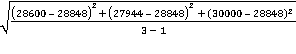 √(((28600 − 28848)² + (27944 − 28848)² + (30000 − 28848)²) / (3 − 1))